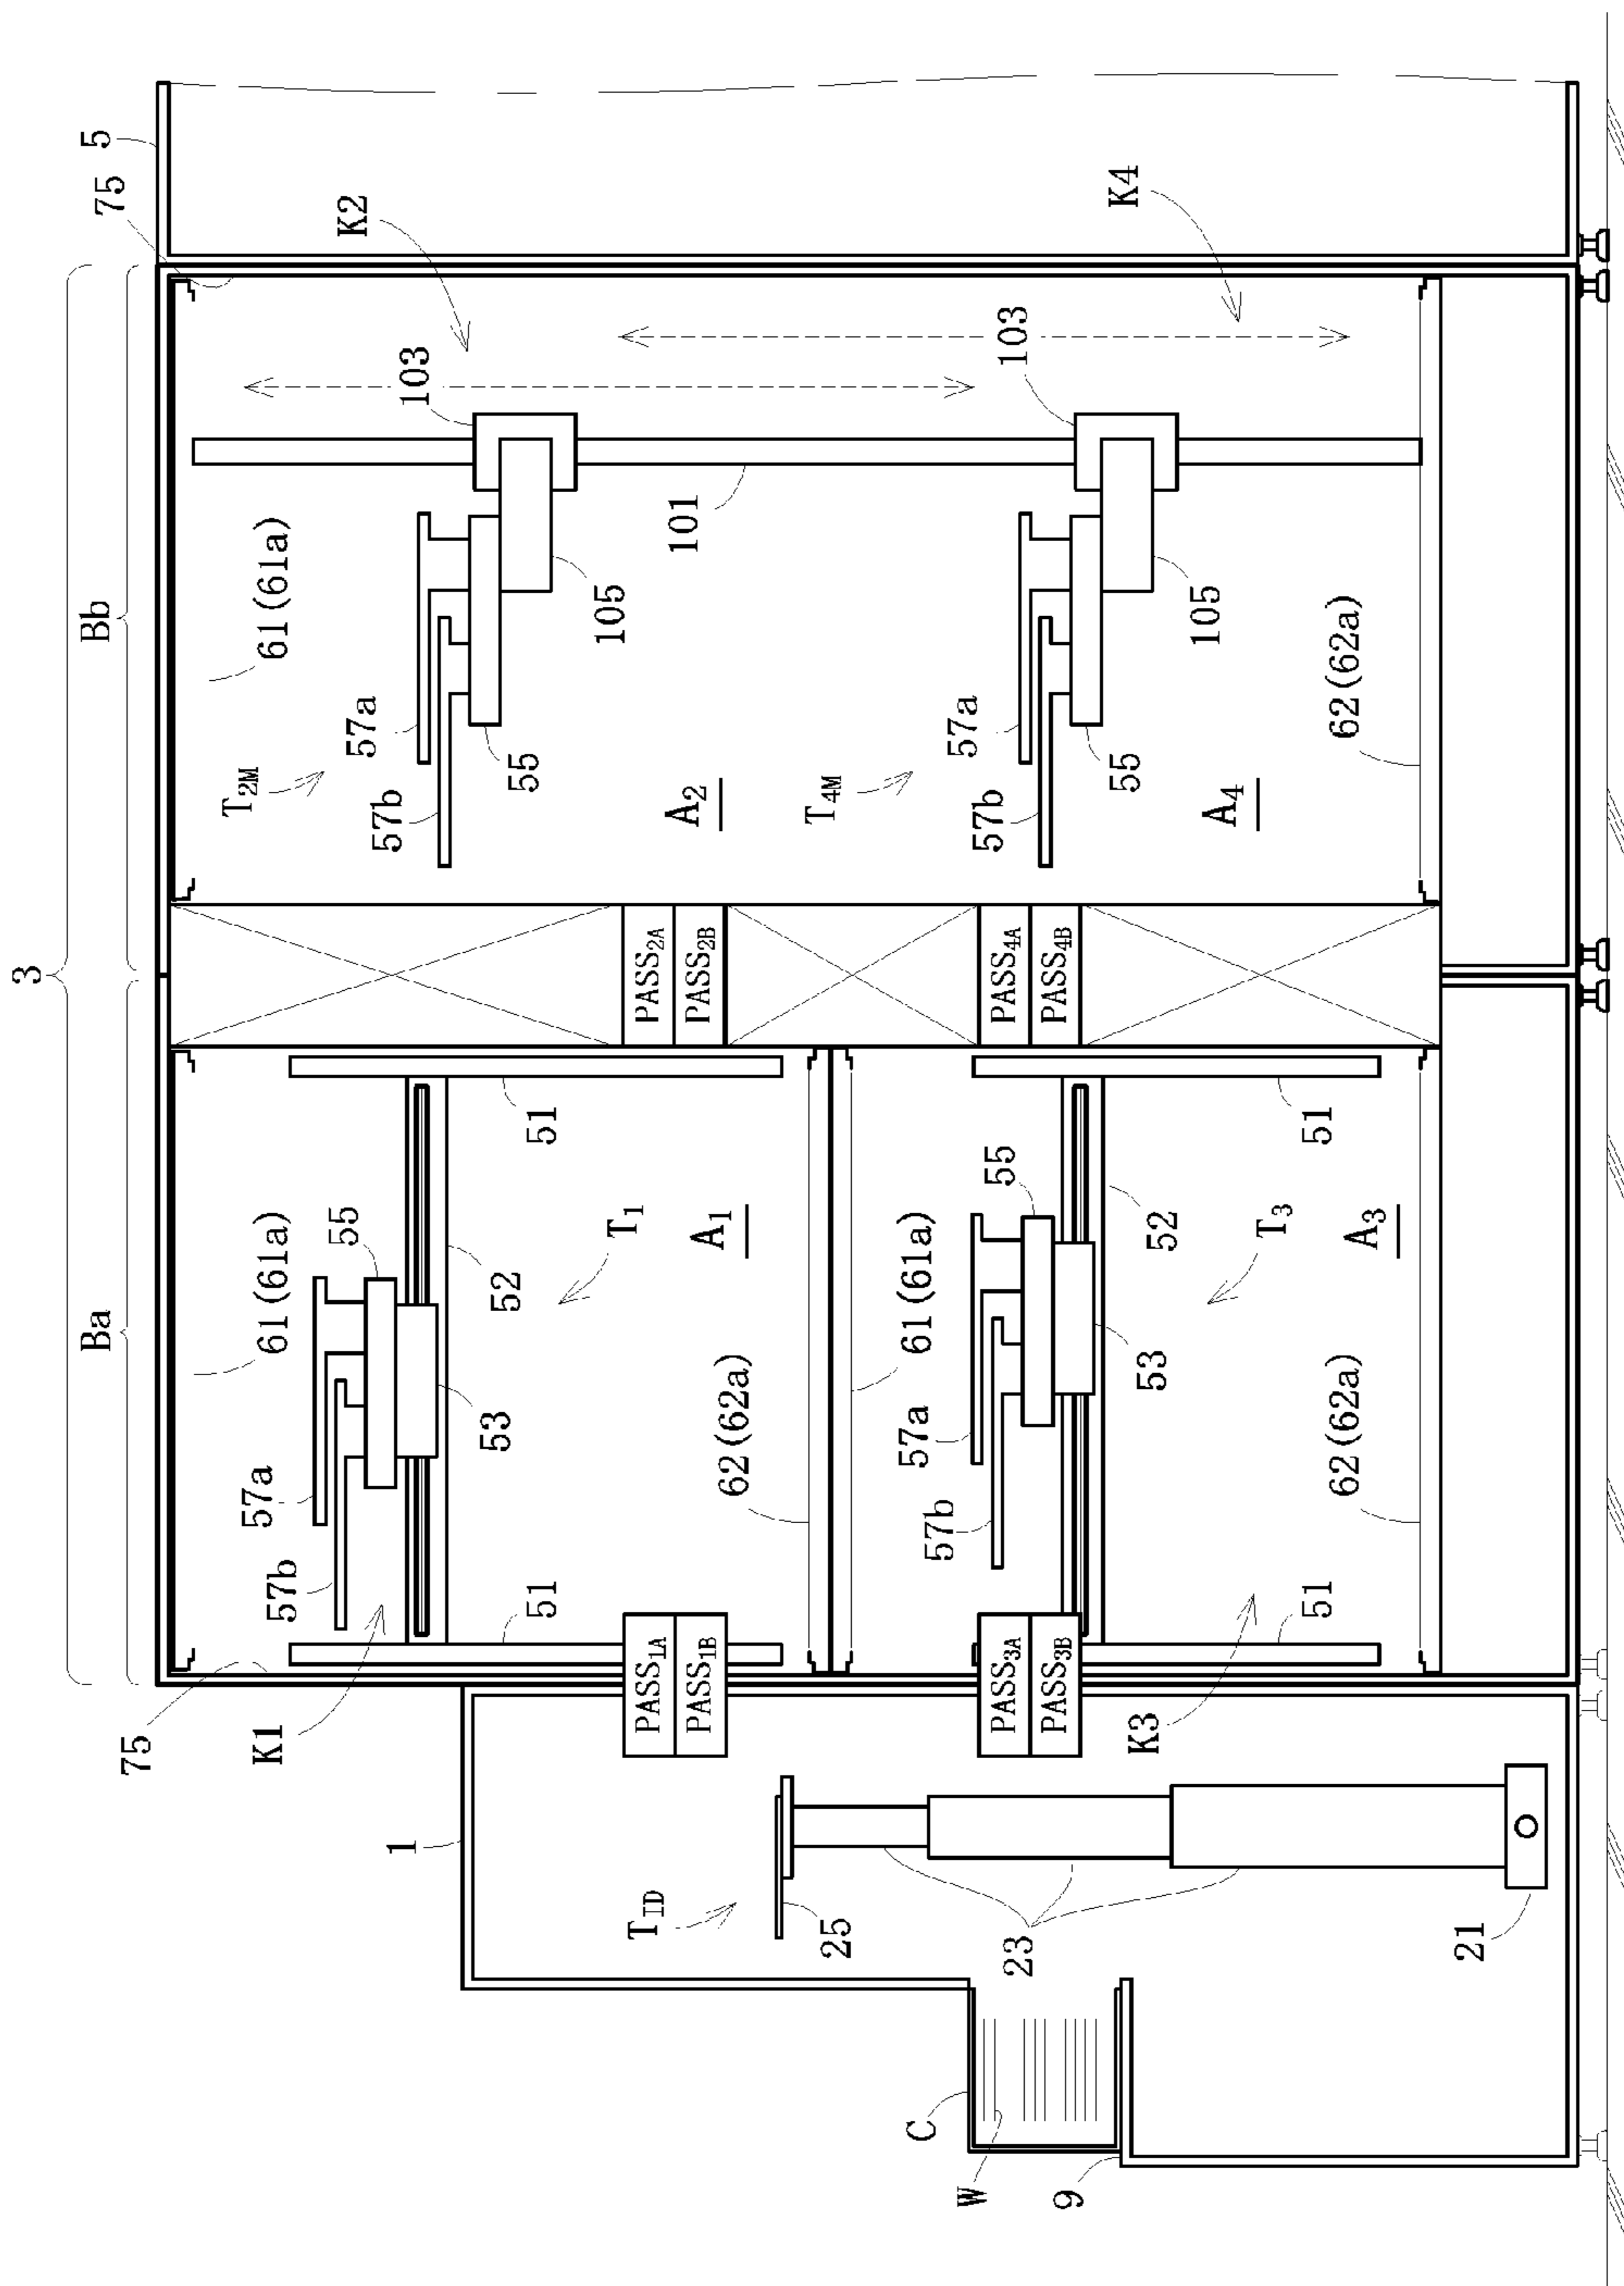 3
Ba
Bb
75
5
K1
57b
57a
61(61a)
55
53
52
51
51
T1
A1
62(62a)
T2M
57b
57a
55
61(61a)
105
103
101
K2
A2
75
1
TID
25
23
21
C
W
9
PASS1A
PASS1B
PASS2A
PASS2B
57b
57a
61(61a)
55
53
52
51
51
T3
A3
K3
62(62a)
PASS3A
PASS3B
PASS4A
PASS4B
T4M
57b
57a
55
105
103
K4
A4
62(62a)